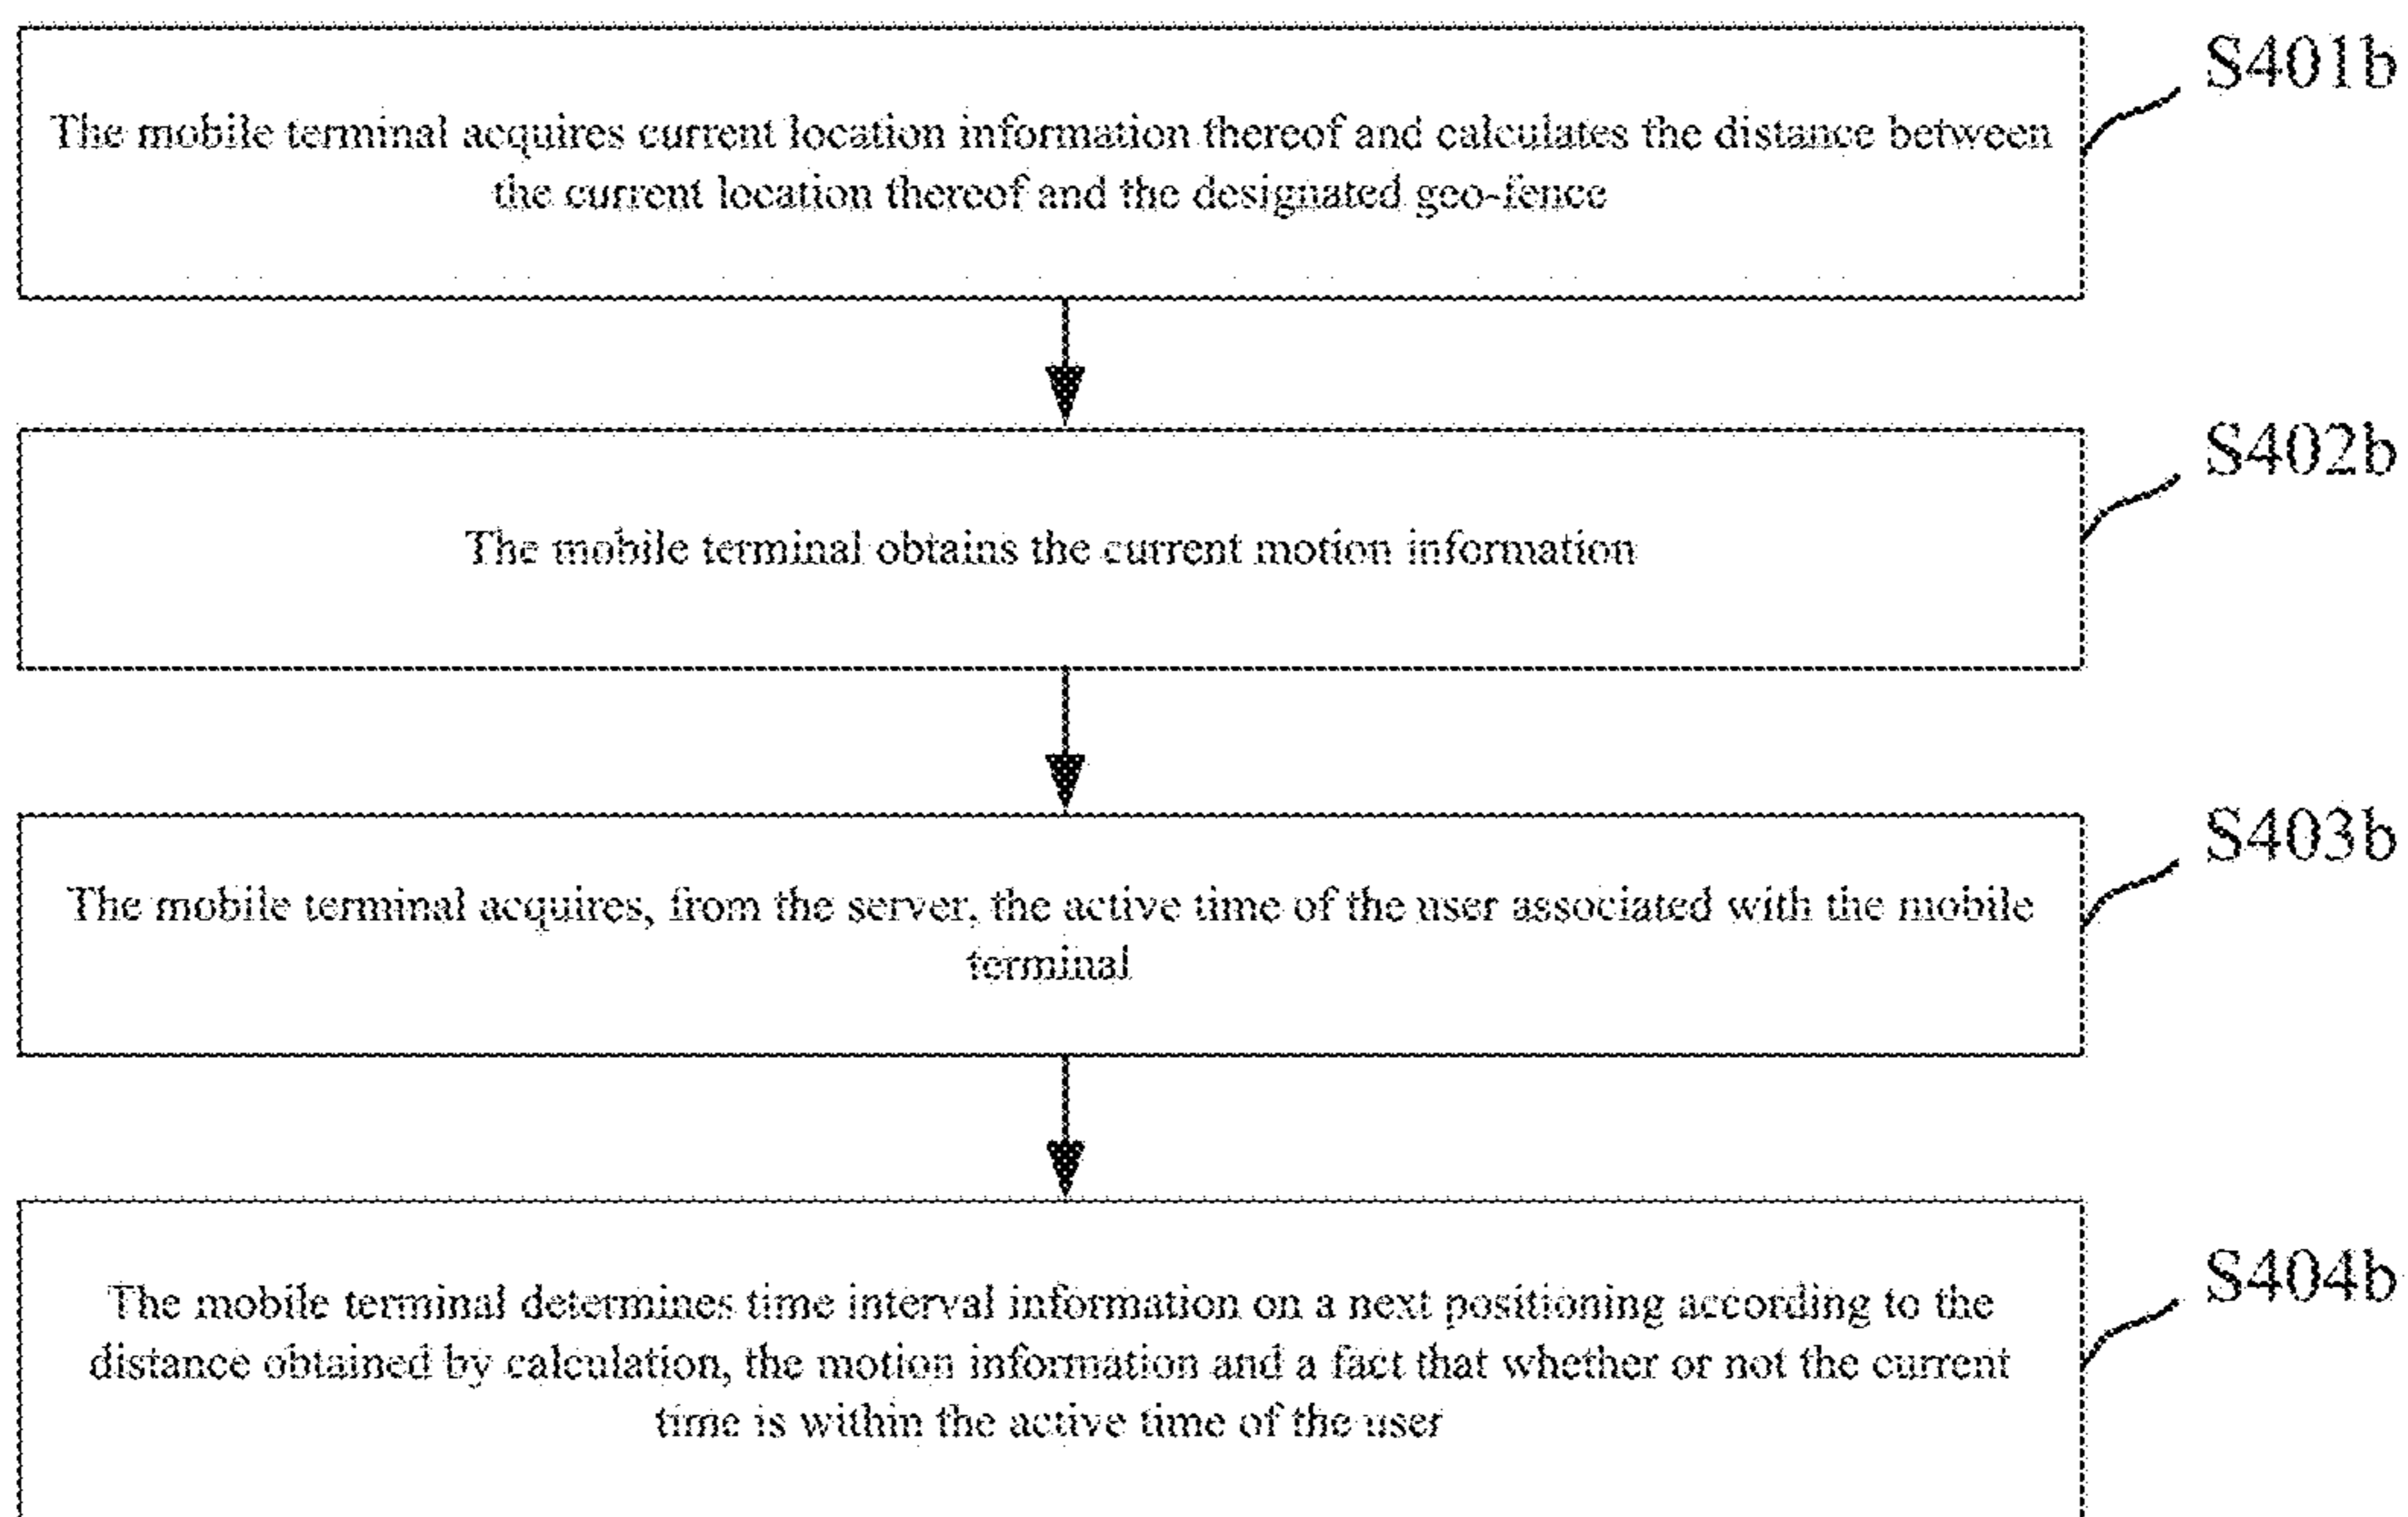 S401b
The mobile terminal acquires current location information thereof and calculates the distance between
the current location thereof and the designated geo-fence
S402b
The mobile terminal obtains the current motion information
S403b
The mobile terminal acquires, from the server, the active time of the user associated with the mobile
terminal
S404b
The mobile terminal determines time interval information on a next positioning according to the
distance obtained by calculation, the motion information and a fact that whether or not the current
time is within the active time of the user